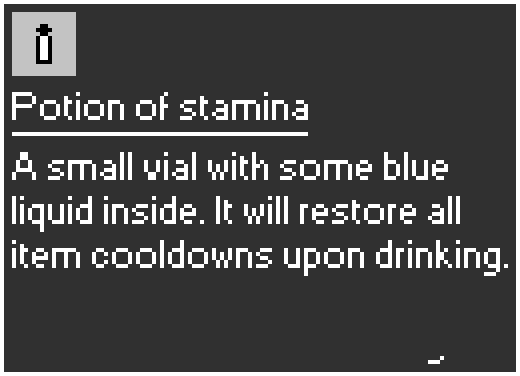 Potion of stamina
A small vial with some blue
liquid inside. It will restore all
item cooldowns upon drinking.